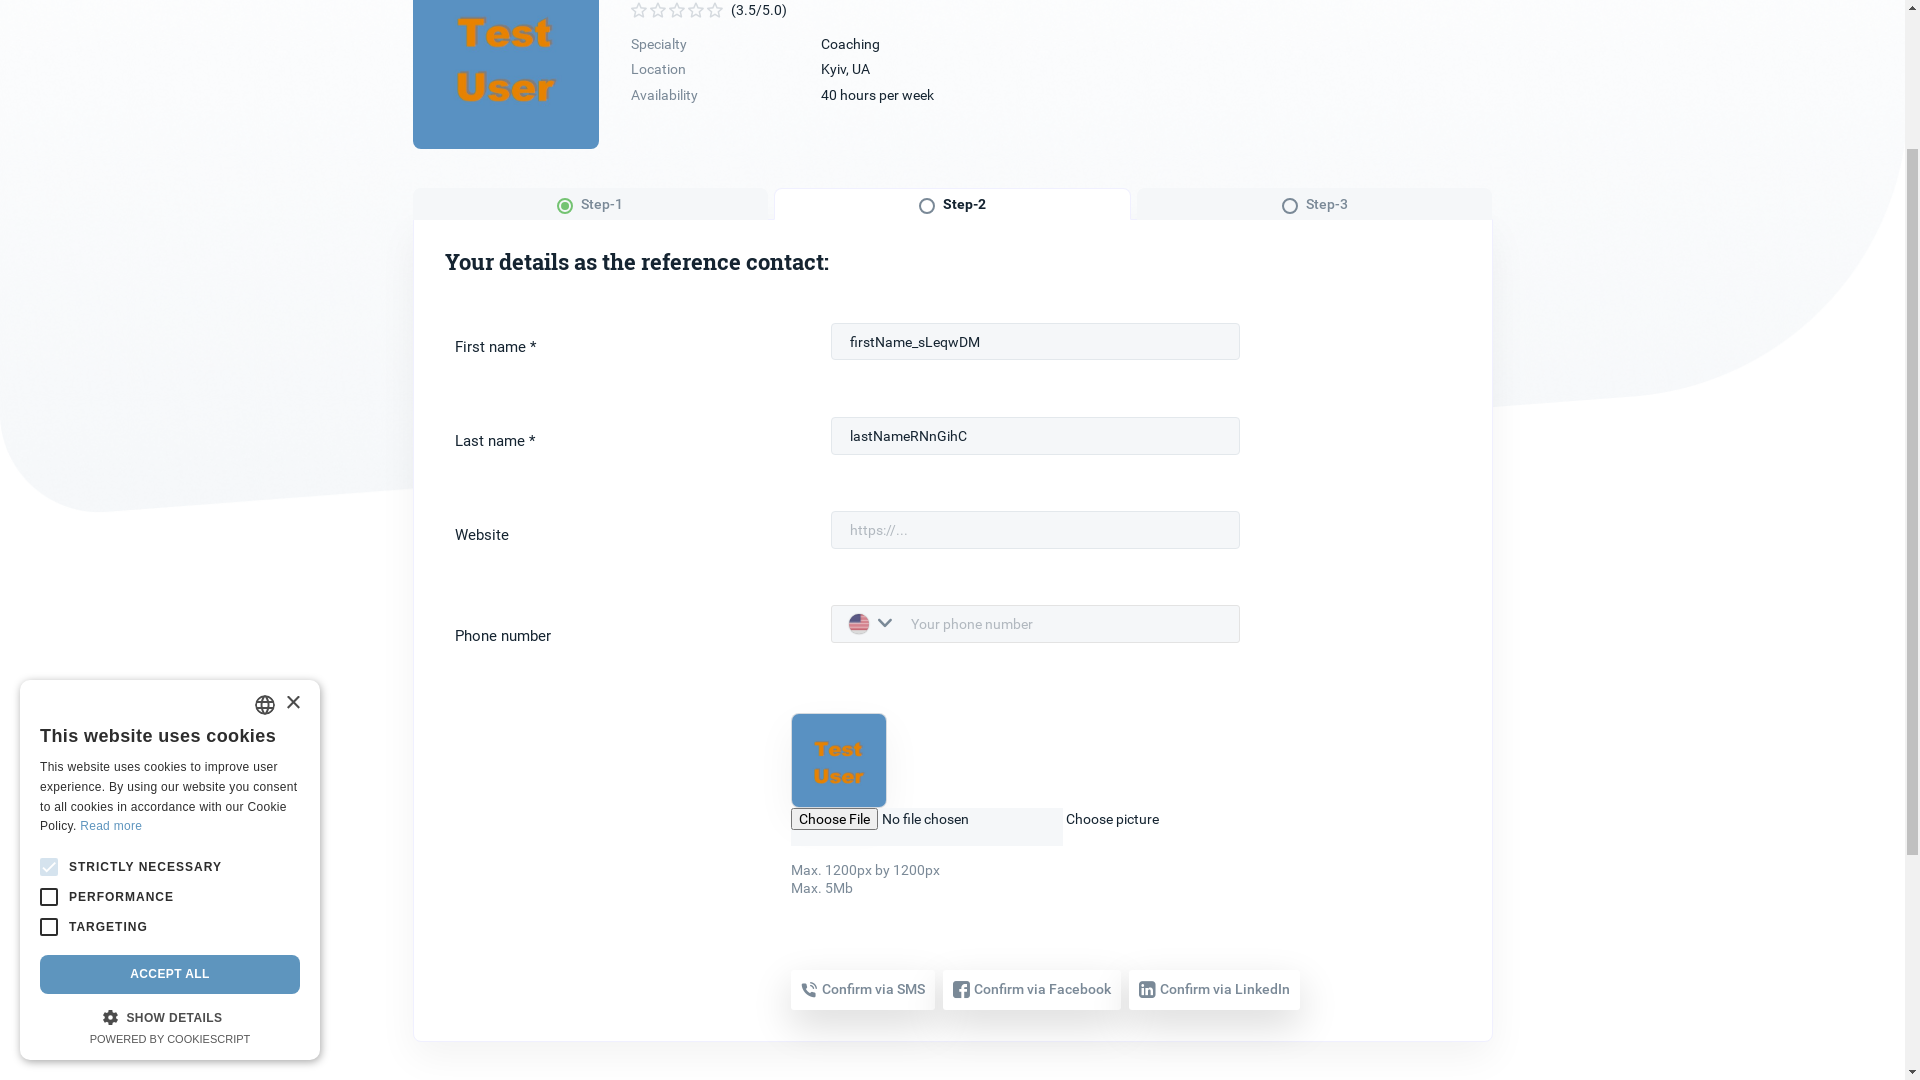 Test
User
(3.5/5.0)
Specialty Coaching
Location Kyiv, UA
Availability 40 hours per week
Step-1 Step-2 Step-3
Your details as the reference contact:
First name * firstName_sLeqwDM
Last name * lastNameRNnGihC
Website https://...
Phone number Your phone number
Test
User
Choose File No file chosen Choose picture
Max. 1200px by 1200px
Max. 5Mb
Confirm via SMS Confirm via Facebook Confirm via LinkedIn
×
This website uses cookies
This website uses cookies to improve user
experience. By using our website you consent
to all cookies in accordance with our Cookie
Policy. Read more
STRICTLY NECESSARY
PERFORMANCE
TARGETING
ACCEPT ALL
SHOW DETAILS
POWERED BY COOKIESCRIPT